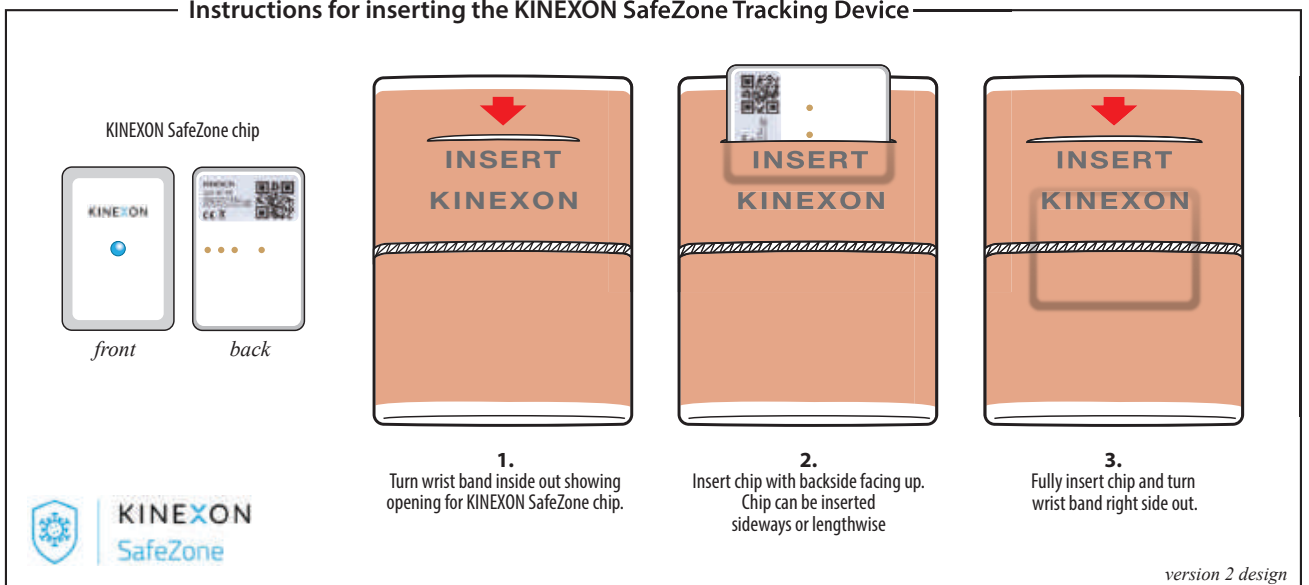 Instructions for inserting the KINEXON SafeZone Tracking Device
KINEXON SafeZone chip
KINEXON
KINEXON
front
back
INSERT
KINEXON
INSERT
KINEXON
INSERT
KINEXON
1.
Turn wrist band inside out showing
opening for KINEXON SafeZone chip.
2.
Insert chip with backside facing up.
Chip can be inserted
sideways or lengthwise
3.
Fully insert chip and turn
wrist band right side out.
KINEXON
SafeZone
version 2 design